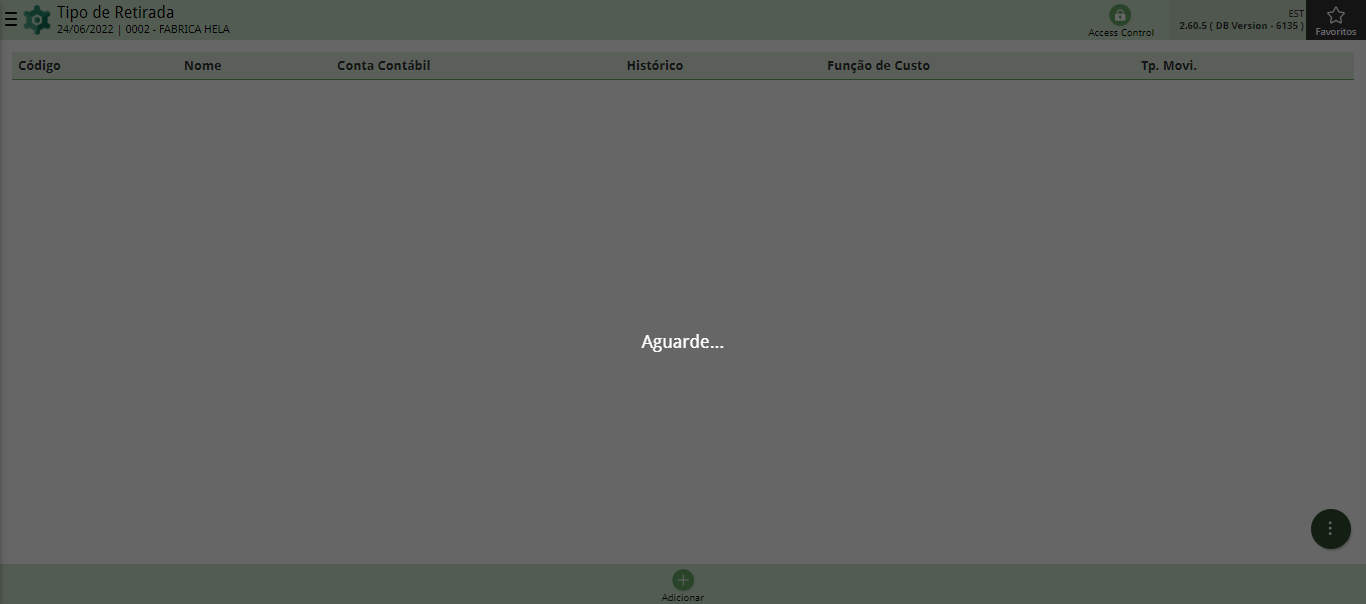 Tipo de Retirada
24/06/2022 | 0002 - FABRICA HELA
Access Control
EST
2.60.5 ( DB Version - 6135 )
Favoritos
Código Nome Conta Contábil Histórico Função de Custo Tp. Movi.
Aguarde...
Adicionar